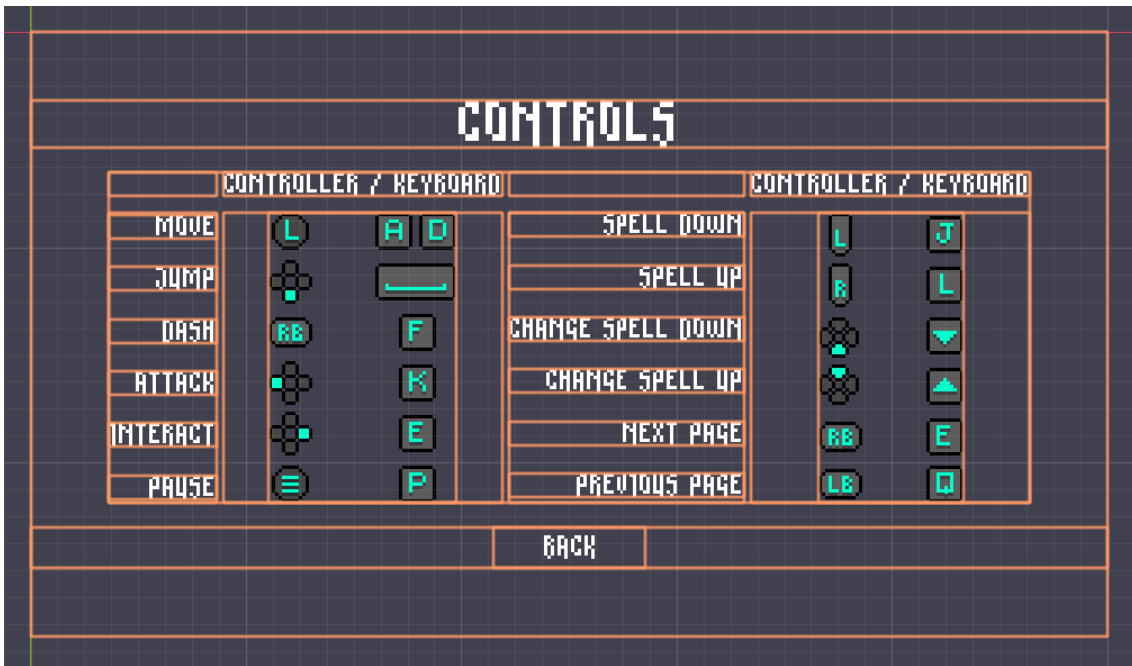 CONTROLS
CONTROLLER / KEYBOARD CONTROLLER / KEYBOARD
MOVE L A D SPELL DOWN L J
JUMP SPELL UP R L
DASH RB F CHANGE SPELL DOWN
ATTACK K CHANGE SPELL UP
INTERACT E NEXT PAGE RB E
PAUSE P PREVIOUS PAGE LB Q
BACK